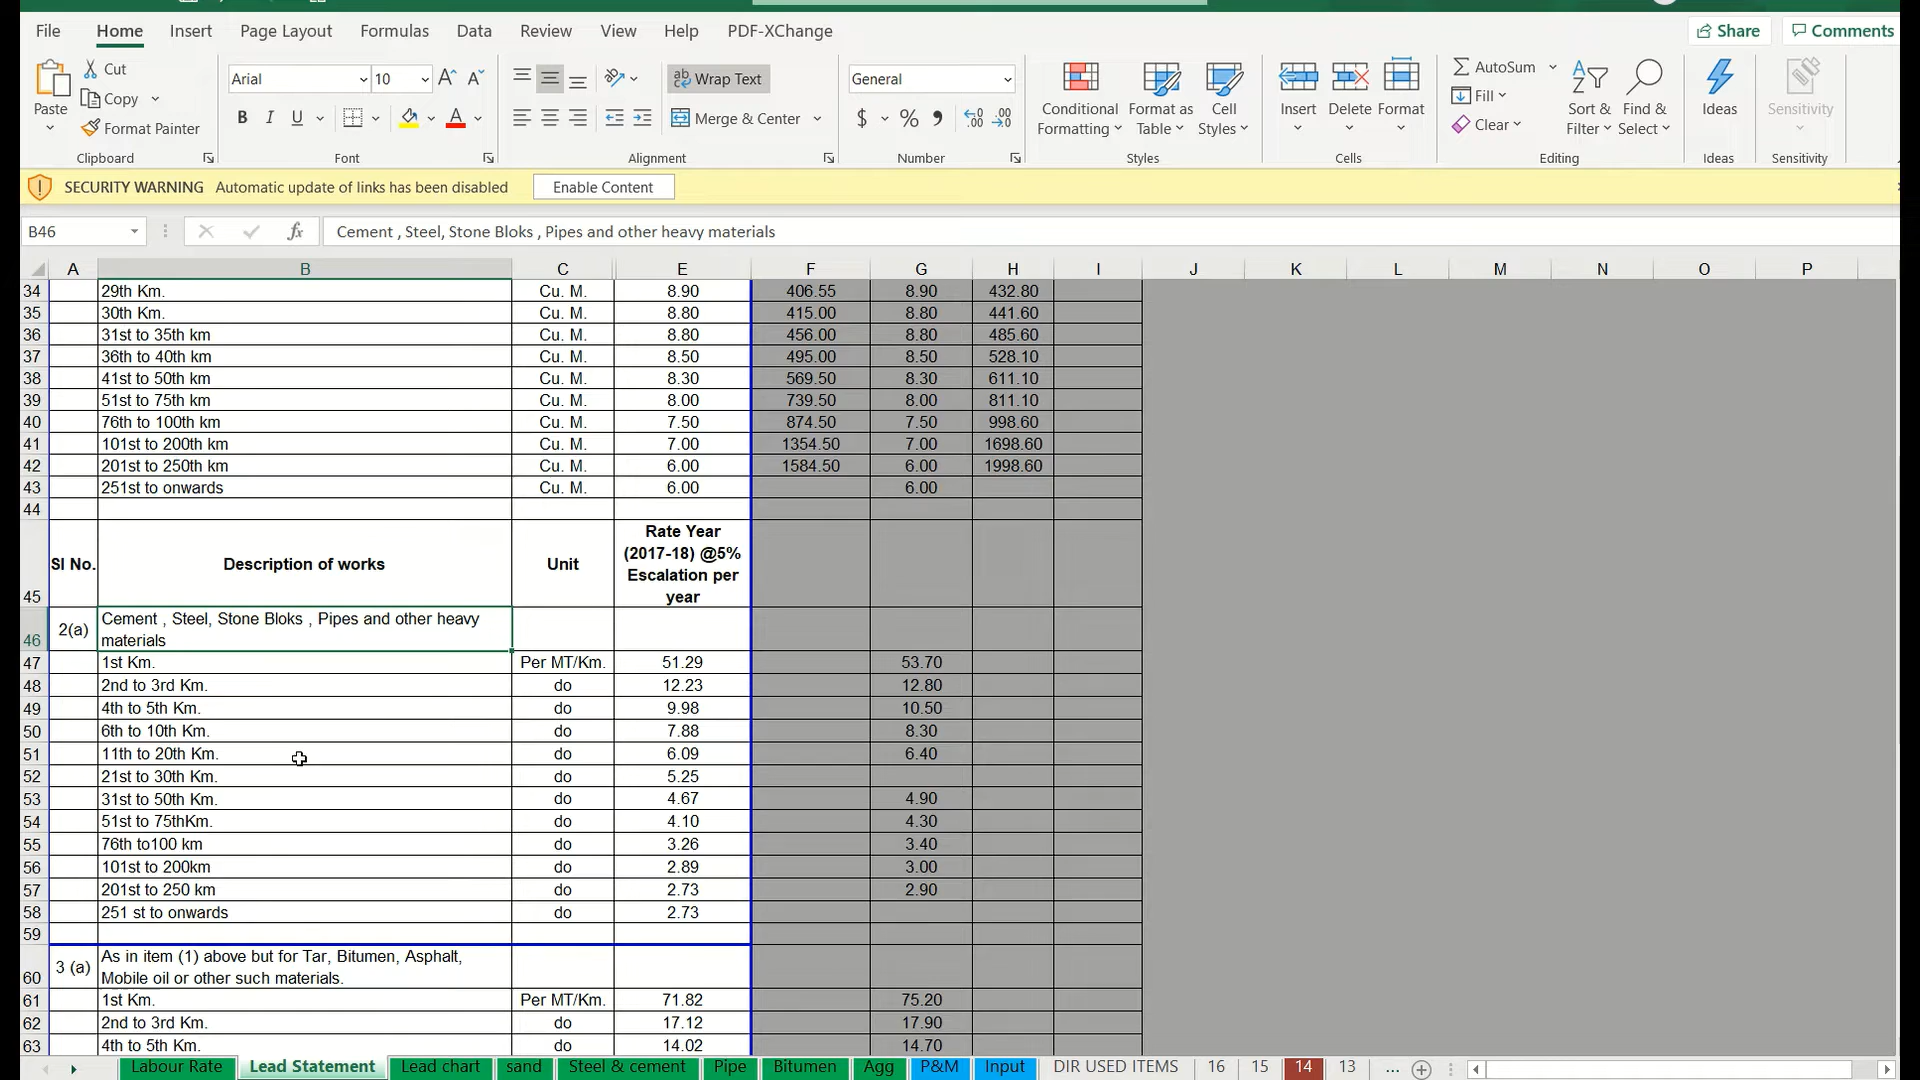 File Home Insert Page Layout Formulas Data Review View Help PDF-XChange Share Comments
Paste Cut Copy Format Painter Clipboard
Arial 10 B I U Font
Wrap Text Merge & Center Alignment
General $ % Number
Conditional Formatting Format as Table Cell Styles Styles
Insert Delete Format Cells
AutoSum Fill Clear Sort & Filter Find & Select Editing
Ideas Ideas
Sensitivity Sensitivity
SECURITY WARNING Automatic update of links has been disabled Enable Content
B46 fx Cement , Steel, Stone Bloks , Pipes and other heavy materials
A B C E F G H I J K L M N O P
34 29th Km. Cu. M. 8.90 406.55 8.90 432.80
35 30th Km. Cu. M. 8.80 415.00 8.80 441.60
36 31st to 35th km Cu. M. 8.80 456.00 8.80 485.60
37 36th to 40th km Cu. M. 8.50 495.00 8.50 528.10
38 41st to 50th km Cu. M. 8.30 569.50 8.30 611.10
39 51st to 75th km Cu. M. 8.00 739.50 8.00 811.10
40 76th to 100th km Cu. M. 7.50 874.50 7.50 998.60
41 101st to 200th km Cu. M. 7.00 1354.50 7.00 1698.60
42 201st to 250th km Cu. M. 6.00 1584.50 6.00 1998.60
43 251st to onwards Cu. M. 6.00 6.00
44
45 Sl No. Description of works Unit Rate Year
(2017-18) @5%
Escalation per
year
46 2(a) Cement , Steel, Stone Bloks , Pipes and other heavy
materials
47 1st Km. Per MT/Km. 51.29 53.70
48 2nd to 3rd Km. do 12.23 12.80
49 4th to 5th Km. do 9.98 10.50
50 6th to 10th Km. do 7.88 8.30
51 11th to 20th Km. do 6.09 6.40
52 21st to 30th Km. do 5.25
53 31st to 50th Km. do 4.67 4.90
54 51st to 75thKm. do 4.10 4.30
55 76th to100 km do 3.26 3.40
56 101st to 200km do 2.89 3.00
57 201st to 250 km do 2.73 2.90
58 251 st to onwards do 2.73
59
60 3 (a) As in item (1) above but for Tar, Bitumen, Asphalt,
Mobile oil or other such materials.
61 1st Km. Per MT/Km. 71.82 75.20
62 2nd to 3rd Km. do 17.12 17.90
63 4th to 5th Km. do 14.02 14.70
Labour Rate Lead Statement Lead chart sand Steel & cement Pipe Bitumen Agg P&M Input DIR USED ITEMS 16 15 14 13 ...